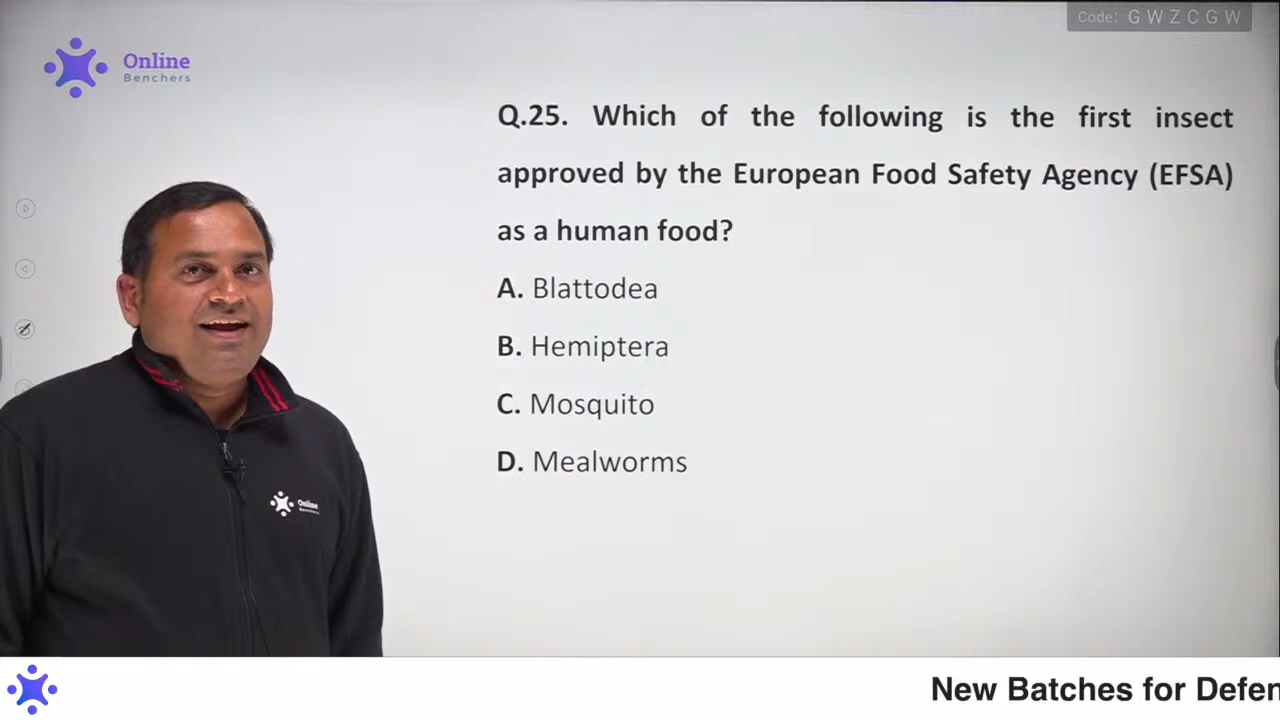 Code: G W Z C G W
Online
Benchers
Q.25. Which of the following is the first insect
approved by the European Food Safety Agency (EFSA)
as a human food?
A. Blattodea
B. Hemiptera
C. Mosquito
D. Mealworms
Online
Benchers
New Batches for Defen